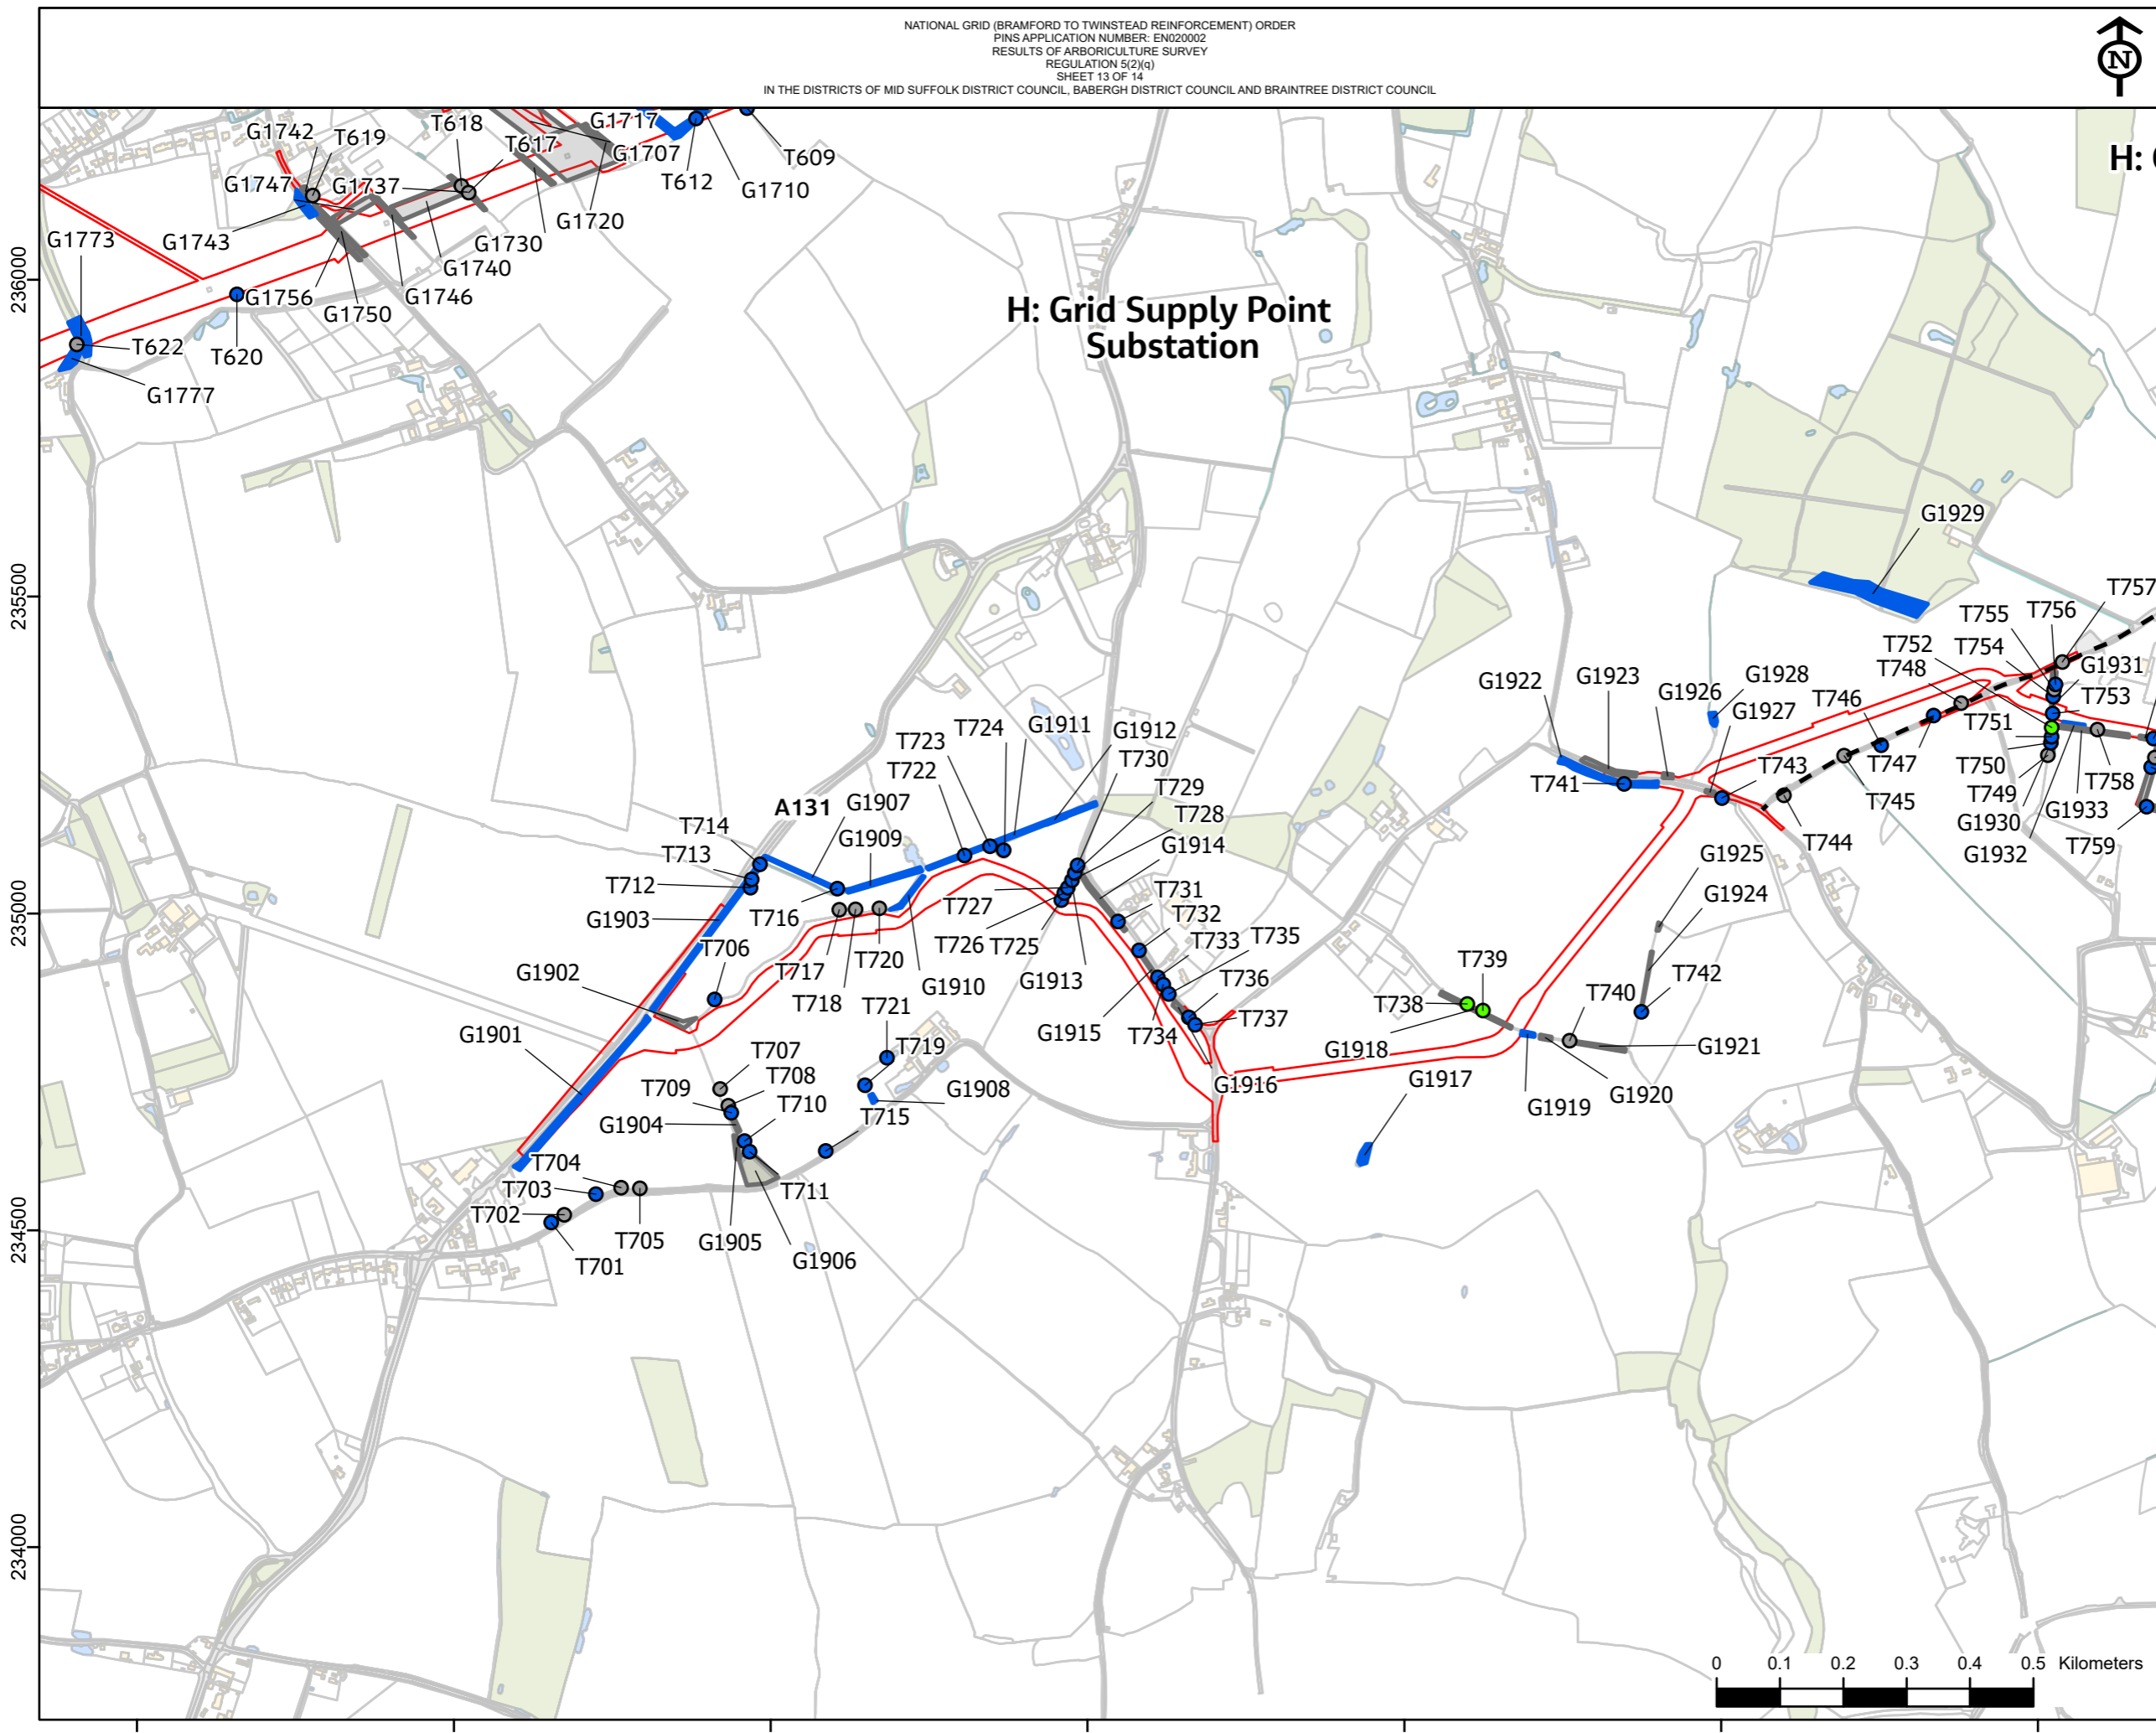 NATIONAL GRID (BRAMFORD TO TWINSTEAD REINFORCEMENT) ORDER
PINS APPLICATION NUMBER: EN020002
RESULTS OF ARBORICULTURE SURVEY
REGULATION 5(2)(q)
SHEET 13 OF 14
IN THE DISTRICTS OF MID SUFFOLK DISTRICT COUNCIL, BABERGH DISTRICT COUNCIL AND BRAINTREE DISTRICT COUNCIL
N
G1742
T619
T618
T617
G1717
G1707
T612
G1710
T609
H: G
G1747
G1737
G1720
G1730
G1773
G1743
G1740
G1746
G1756
G1750
T622
T620
G1777
236000
H: Grid Supply Point
Substation
235500
G1929
T757
T756
T755
T754
T752
T748
G1931
T753
G1922
G1923
G1926
G1928
G1927
T746
T751
T741
T743
T747
T750
T758
T745
T749
G1933
G1930
G1932
T744
T759
T724
G1911
G1912
T723
T730
T722
T729
A131
G1907
T728
T714
G1909
G1914
T713
T712
T727
T731
G1925
G1903
T716
T732
G1924
235000
T706
T726
T725
T733
T735
T717
T720
G1902
G1910
G1913
T736
T739
T718
T721
T738
T740
T742
G1901
G1915
T734
T737
T707
T719
G1918
G1921
T708
T709
G1908
G1916
G1917
G1920
T710
T715
G1919
G1904
T704
T703
T711
T702
234500
T705
G1905
G1906
T701
234000
0 0.1 0.2 0.3 0.4 0.5 Kilometers